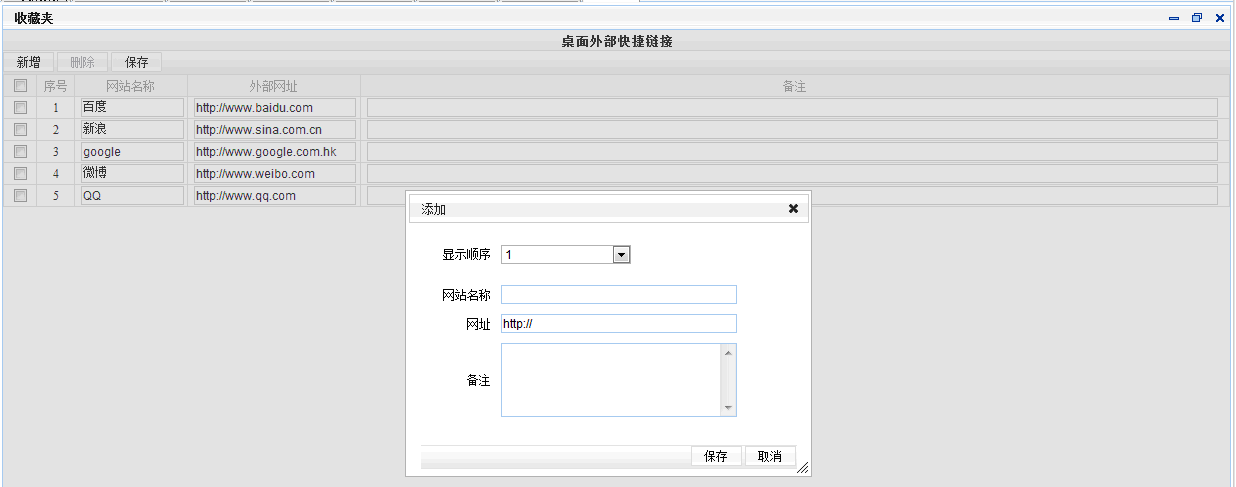 收藏夹
桌面外部快捷链接
新增 删除 保存
序号 网站名称 外部网址 备注
1 百度 http://www.baidu.com
2 新浪 http://www.sina.com.cn
3 google http://www.google.com.hk
4 微博 http://www.weibo.com
5 QQ http://www.qq.com
添加
显示顺序 1
网站名称
网址 http://
备注
保存 取消